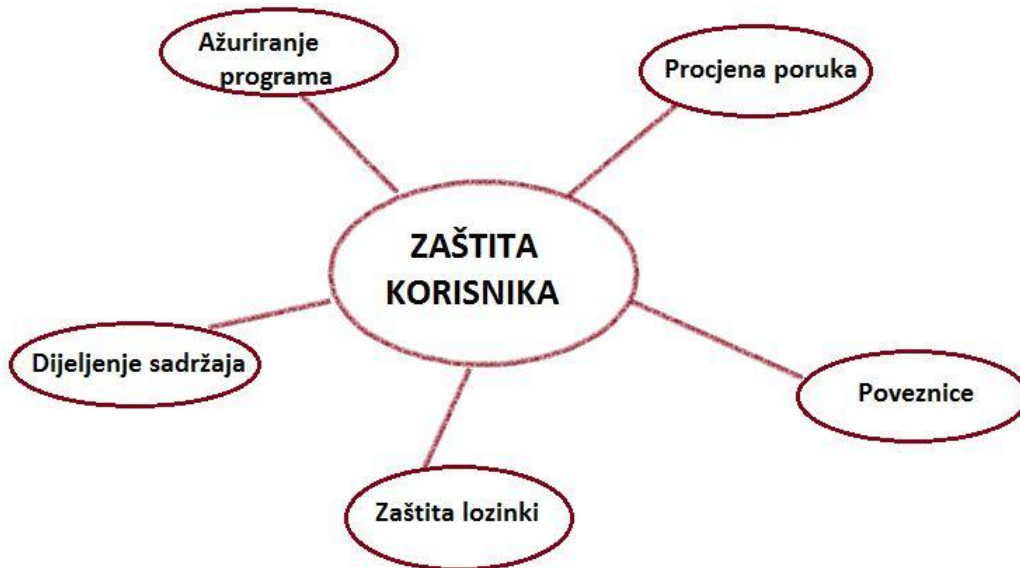 Ažuriranje
programa
Procjena poruka
ZAŠTITA
KORISNIKA
Dijeljenje sadržaja
Poveznice
Zaštita lozinki